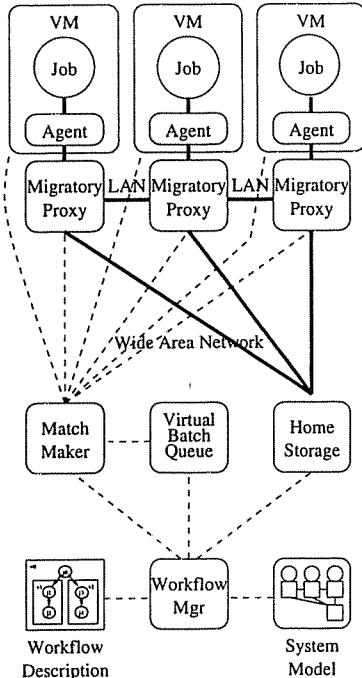 VM VM VM
Job Job Job
Agent Agent Agent
LAN LAN
Migratory Proxy
Migratory Proxy
Migratory Proxy
Wide Area Network
Match Maker
Virtual Batch Queue
Home Storage
Workflow Mgr
Workflow Description
System Model